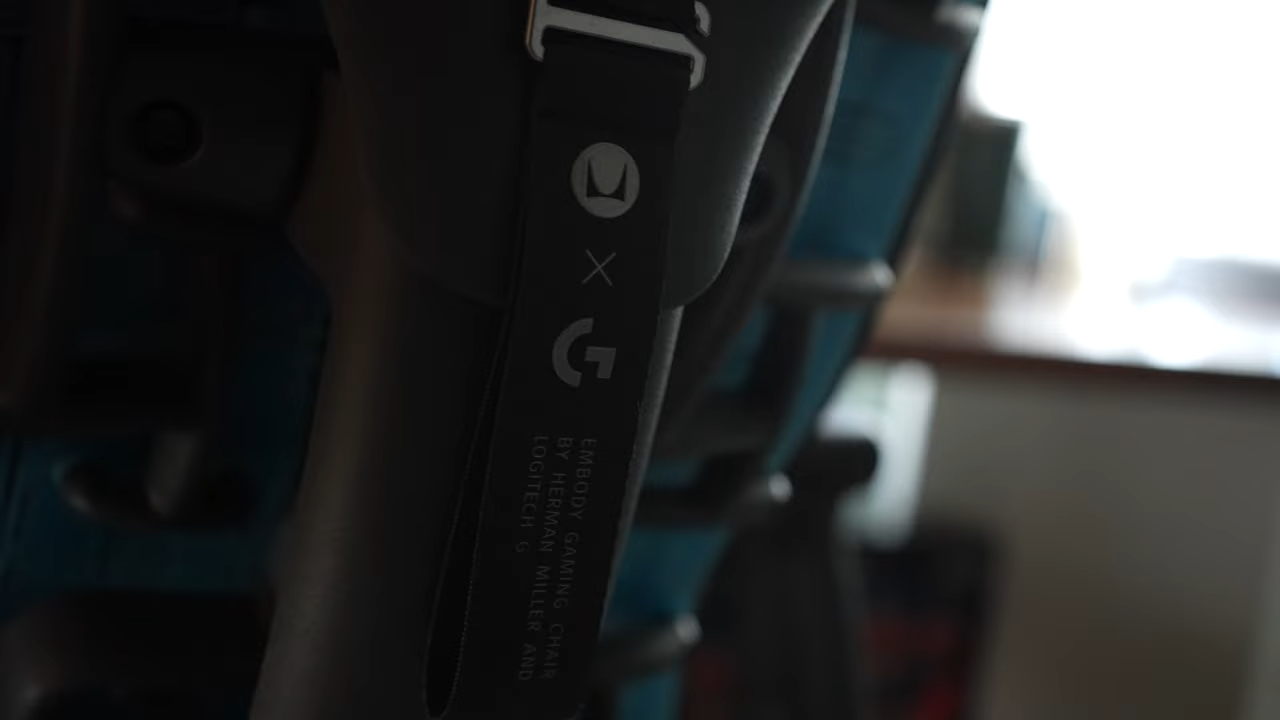 X
G
EMBODY GAMING CHAIR
BY HERMAN MILLER AND
LOGITECH G